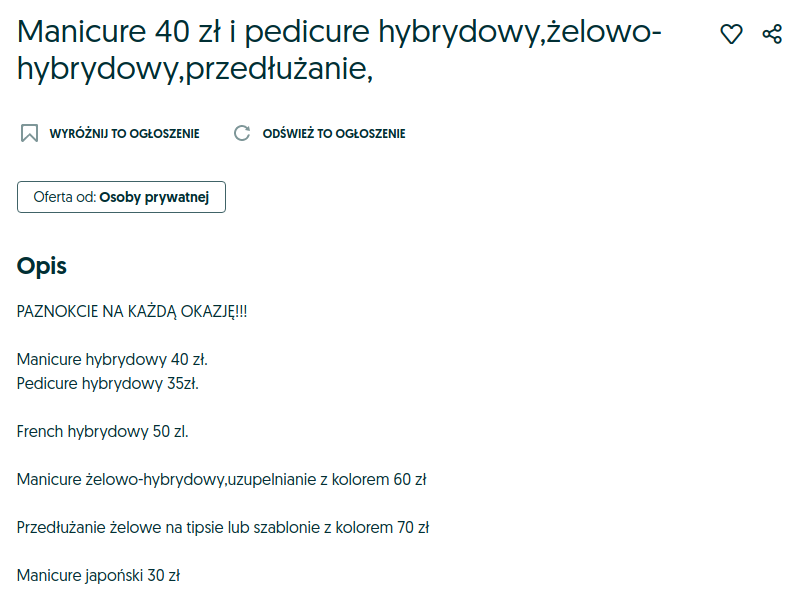 Manicure 40 zł i pedicure hybrydowy,żelowo-
hybrydowy,przedłużanie,
WYRÓŻNIJ TO OGŁOSZENIE ODŚWIEŻ TO OGŁOSZENIE
Oferta od: Osoby prywatnej
Opis
PAZNOKCIE NA KAŻDĄ OKAZJĘ!!!
Manicure hybrydowy 40 zł.
Pedicure hybrydowy 35zł.
French hybrydowy 50 zl.
Manicure żelowo-hybrydowy,uzupelnianie z kolorem 60 zł
Przedłużanie żelowe na tipsie lub szablonie z kolorem 70 zł
Manicure japoński 30 zł